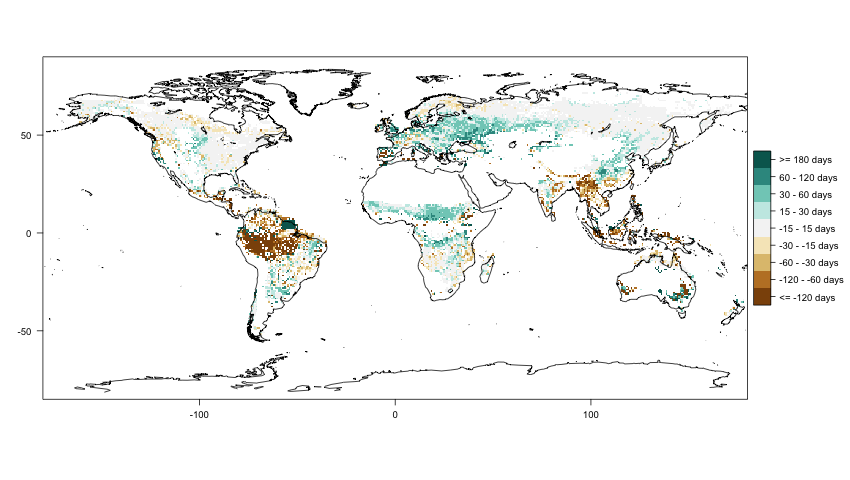 50
0
-50
-100
0
100
>= 180 days
60 - 120 days
30 - 60 days
15 - 30 days
-15 - 15 days
-30 - -15 days
-60 - -30 days
-120 - -60 days
<= -120 days